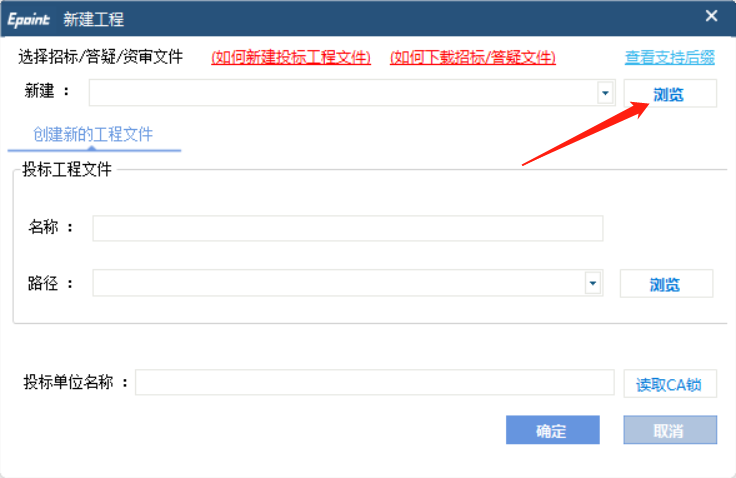 Epoint 新建工程
选择招标/答疑/资审文件 (如何新建投标工程文件) (如何下载招标/答疑文件) 查看支持后缀
新建 : 浏览
创建新的工程文件
投标工程文件
名称 :
路径 : 浏览
投标单位名称 : 读取CA锁
确定 取消